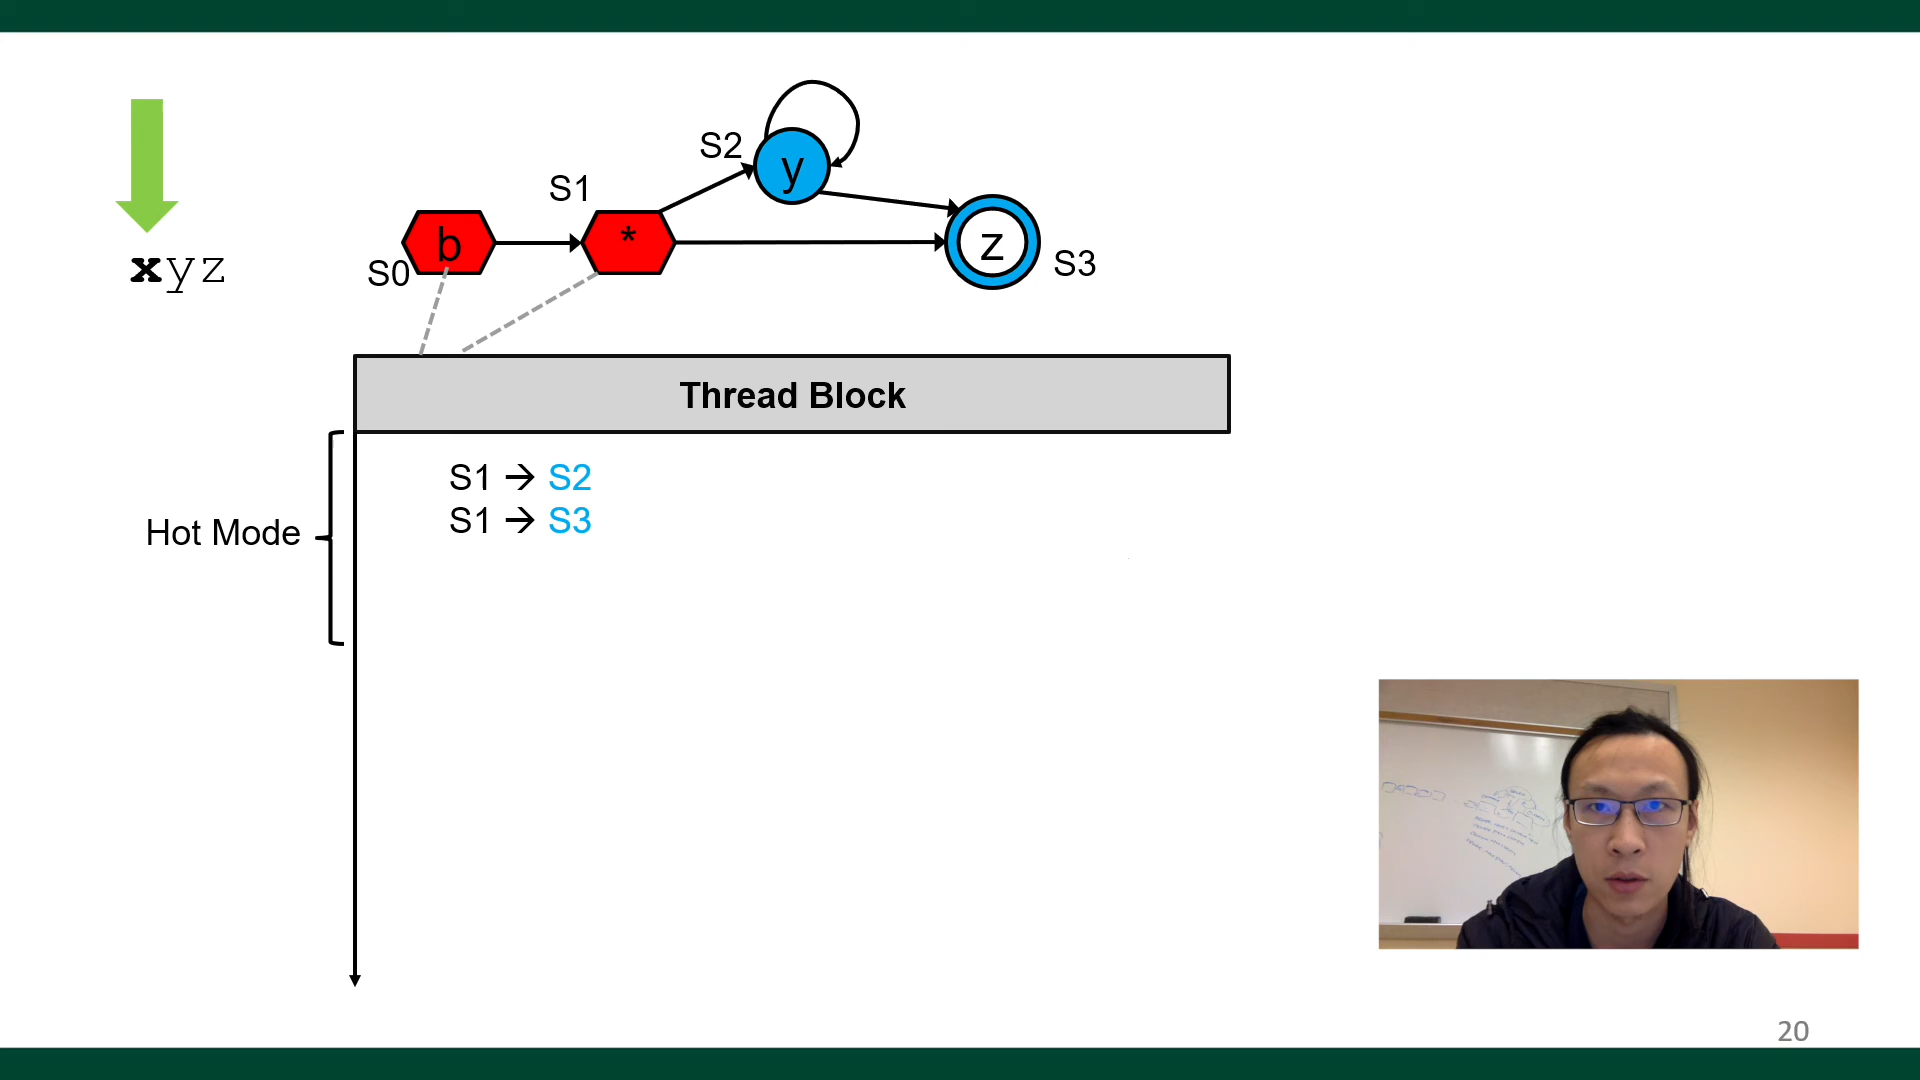 S2
y
S1
b
*
z
S0
S3
xyz
Thread Block
S1 → S2
S1 → S3
Hot Mode
20